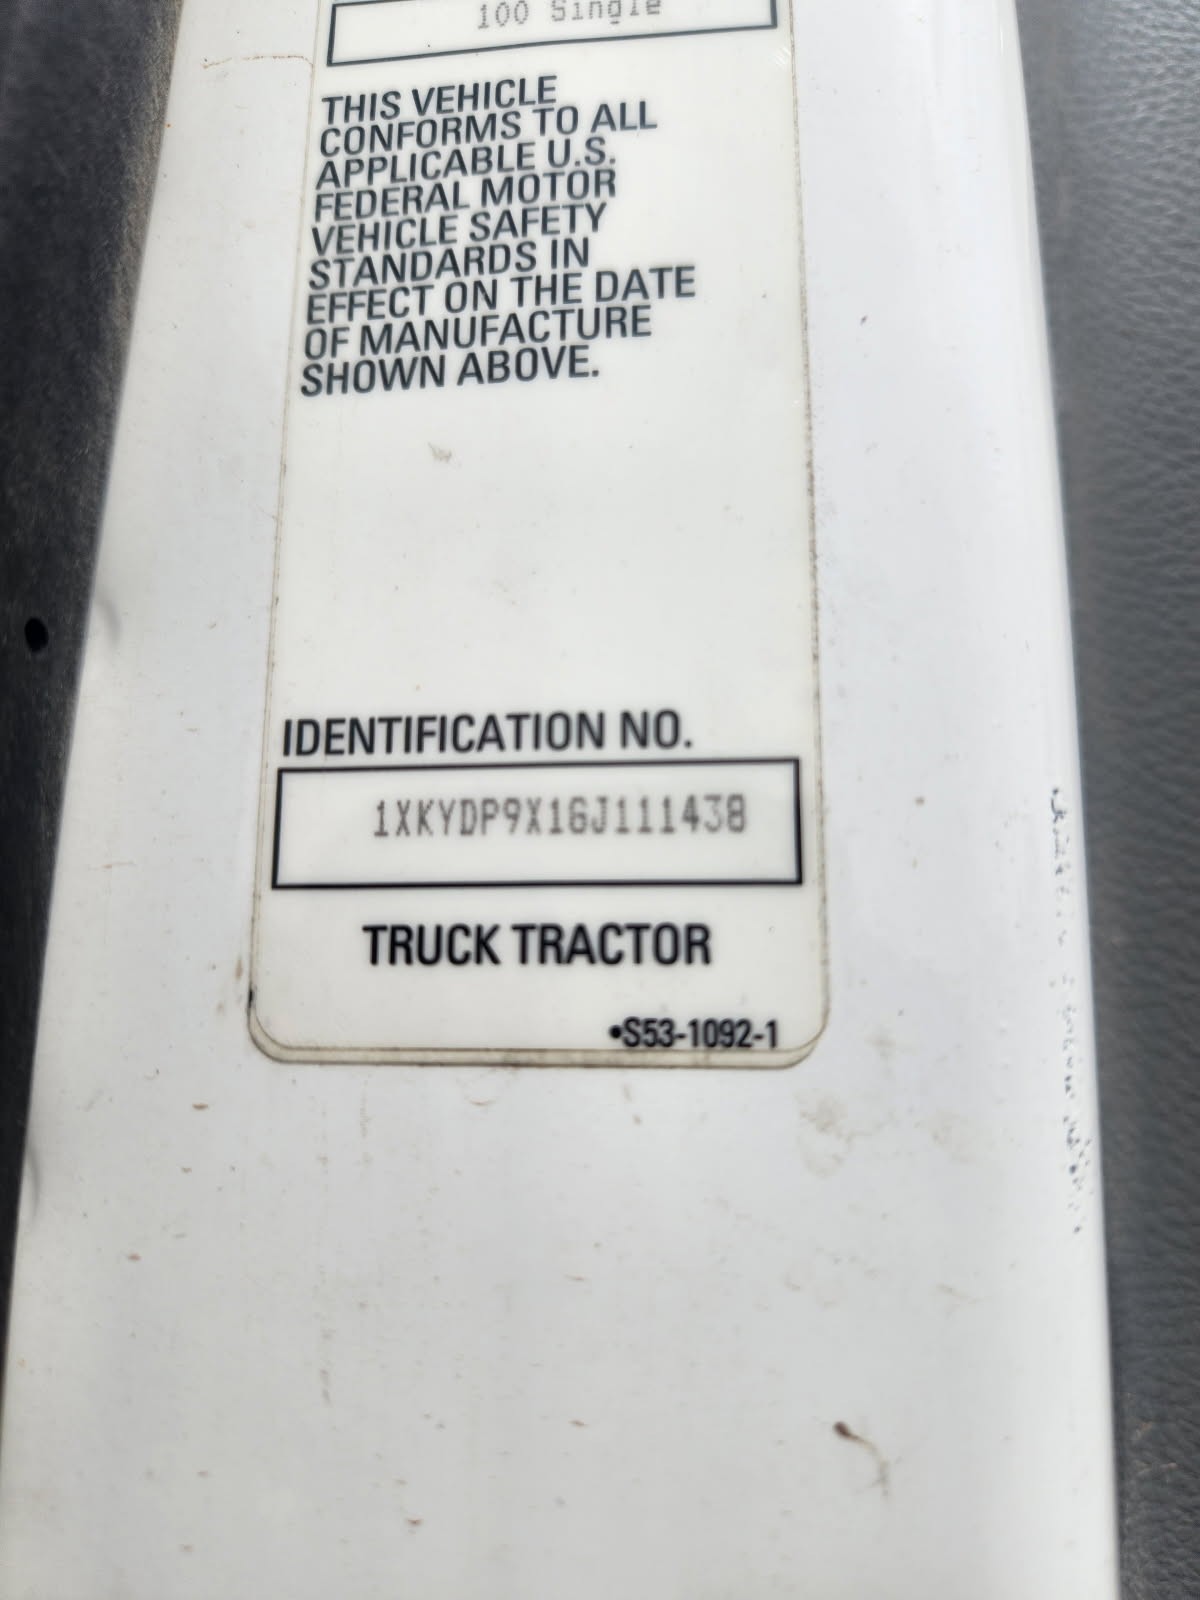 100 Single
THIS VEHICLE
CONFORMS TO ALL
APPLICABLE U.S.
FEDERAL MOTOR
VEHICLE SAFETY
STANDARDS IN
EFFECT ON THE DATE
OF MANUFACTURE
SHOWN ABOVE.
IDENTIFICATION NO.
1XKYDP9X1GJ111438
TRUCK TRACTOR
•S53-1092-1